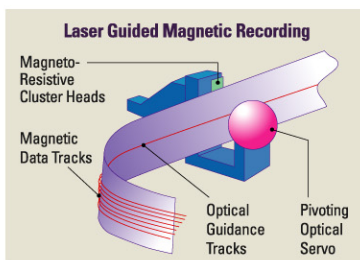 Laser Guided Magnetic Recording
Magneto-
Resistive
Cluster Heads
Magnetic
Data Tracks
Optical
Guidance
Tracks
Pivoting
Optical
Servo